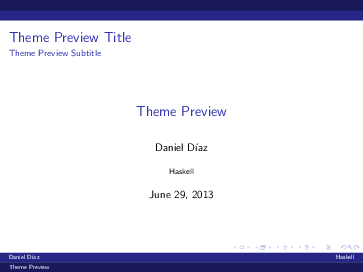 Theme Preview Title
Theme Preview Subtitle
Theme Preview
Daniel Díaz
Haskell
June 29, 2013
Daniel Díaz
Haskell
Theme Preview